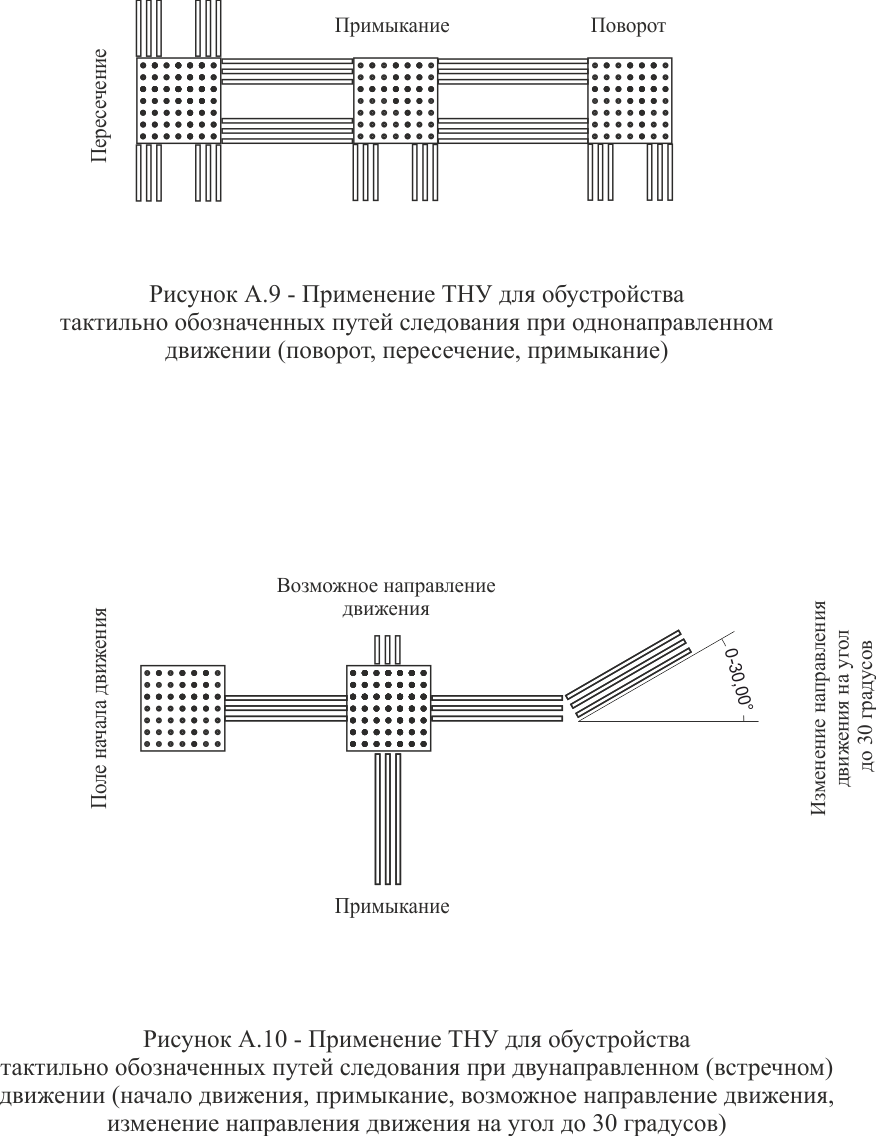 Примыкание
Поворот
Пересечение
Рисунок А.9 - Применение ТНУ для обустройства
тактильно обозначенных путей следования при однонаправленном
движении (поворот, пересечение, примыкание)
Возможное направление
движения
Поле начала движения
0-30,00°
Изменение направления
движения на угол
до 30 градусов
Примыкание
Рисунок А.10 - Применение ТНУ для обустройства
тактильно обозначенных путей следования при двунаправленном (встречном)
движении (начало движения, примыкание, возможное направление движения,
изменение направления движения на угол до 30 градусов)